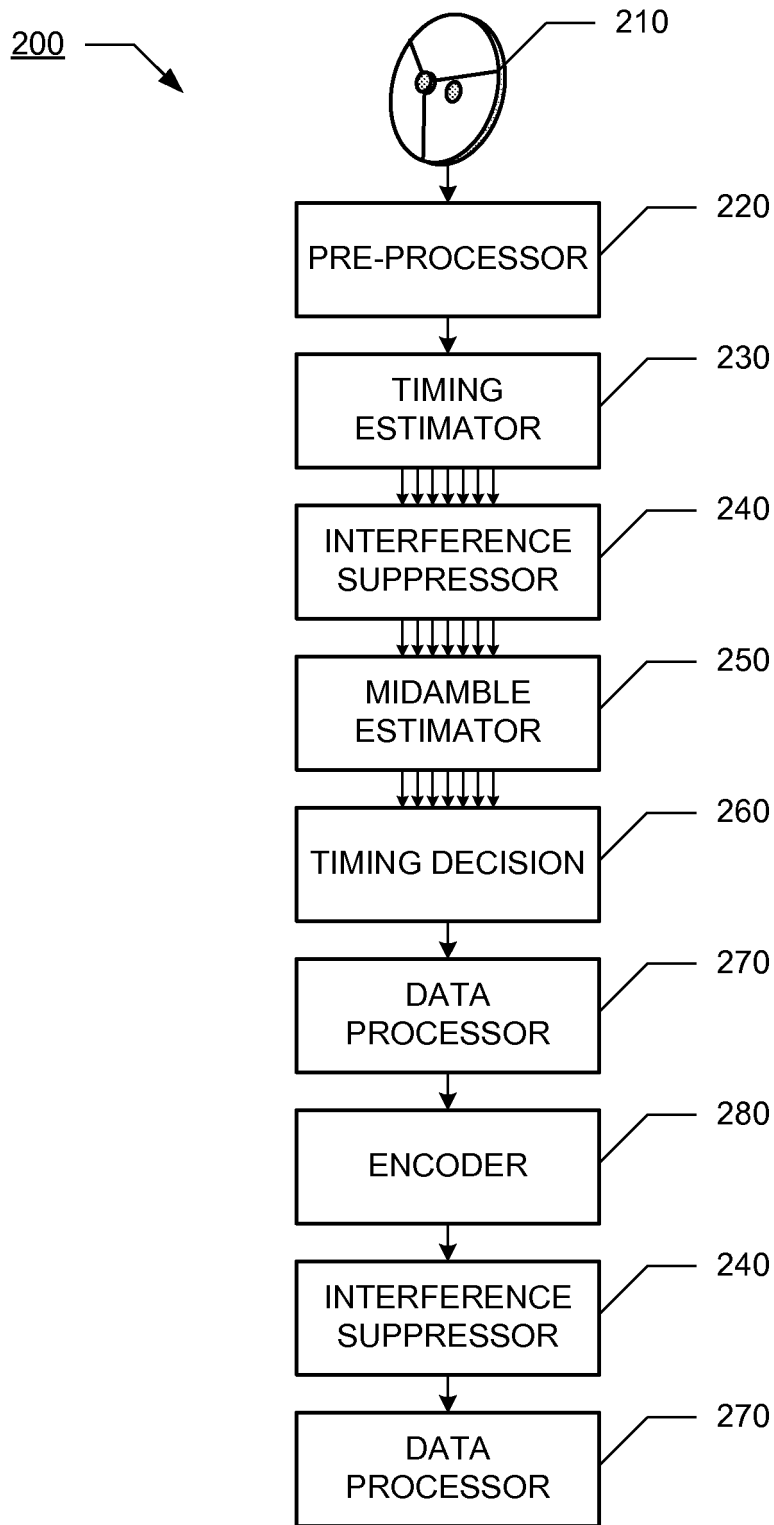 200
210
PRE-PROCESSOR
220
TIMING
ESTIMATOR
230
INTERFERENCE
SUPPRESSOR
240
MIDAMBLE
ESTIMATOR
250
TIMING DECISION
260
DATA
PROCESSOR
270
ENCODER
280
INTERFERENCE
SUPPRESSOR
240
DATA
PROCESSOR
270